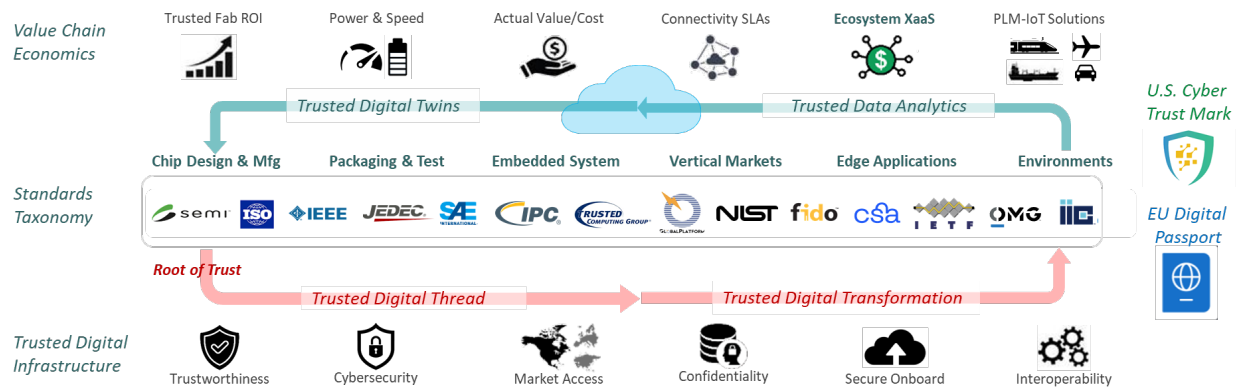 Value Chain
Economics
Trusted Fab ROI
Power & Speed
Actual Value/Cost
Connectivity SLAs
Ecosystem XaaS
PLM-IoT Solutions
Trusted Digital Twins
Trusted Data Analytics
U.S. Cyber
Trust Mark
Chip Design & Mfg
Packaging & Test
Embedded System
Vertical Markets
Edge Applications
Environments
Standards
Taxonomy
semi
ISO
IEEE
JEDEC
SAE
INTERNATIONAL
IPC
TRUSTED
COMPUTING GROUP
GLOBALPLATFORM
NIST
fido
csa
IETF
OMG
iic
EU Digital
Passport
Root of Trust
Trusted Digital Thread
Trusted Digital Transformation
Trusted Digital
Infrastructure
Trustworthiness
Cybersecurity
Market Access
Confidentiality
Secure Onboard
Interoperability